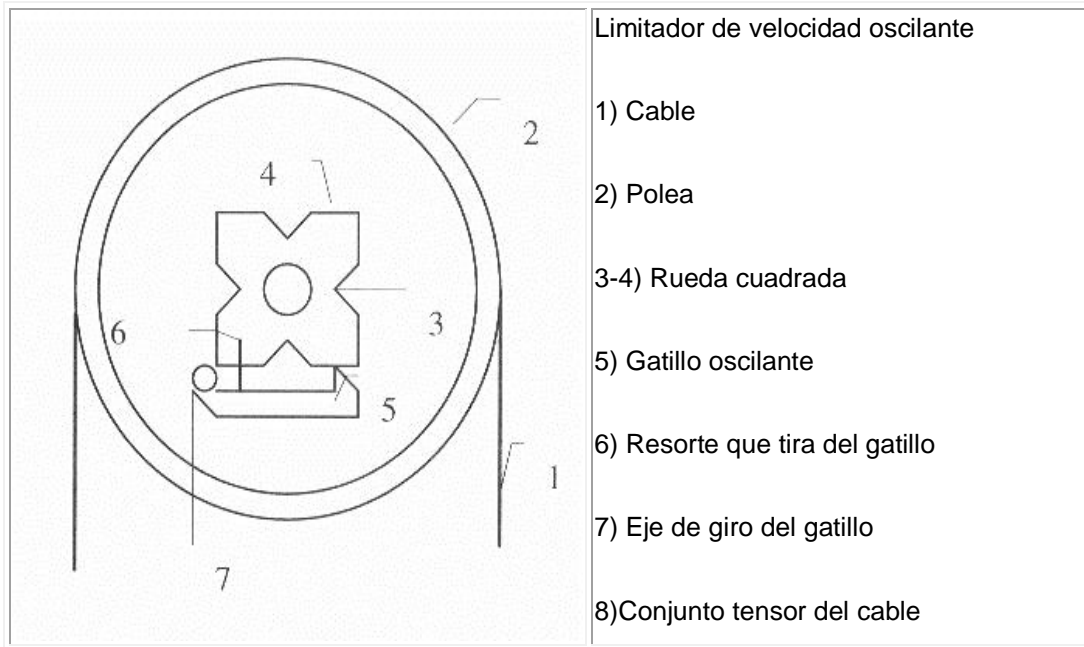 2
4
3
6
5
1
7
Limitador de velocidad oscilante
1) Cable
2) Polea
3-4) Rueda cuadrada
5) Gatillo oscilante
6) Resorte que tira del gatillo
7) Eje de giro del gatillo
8)Conjunto tensor del cable